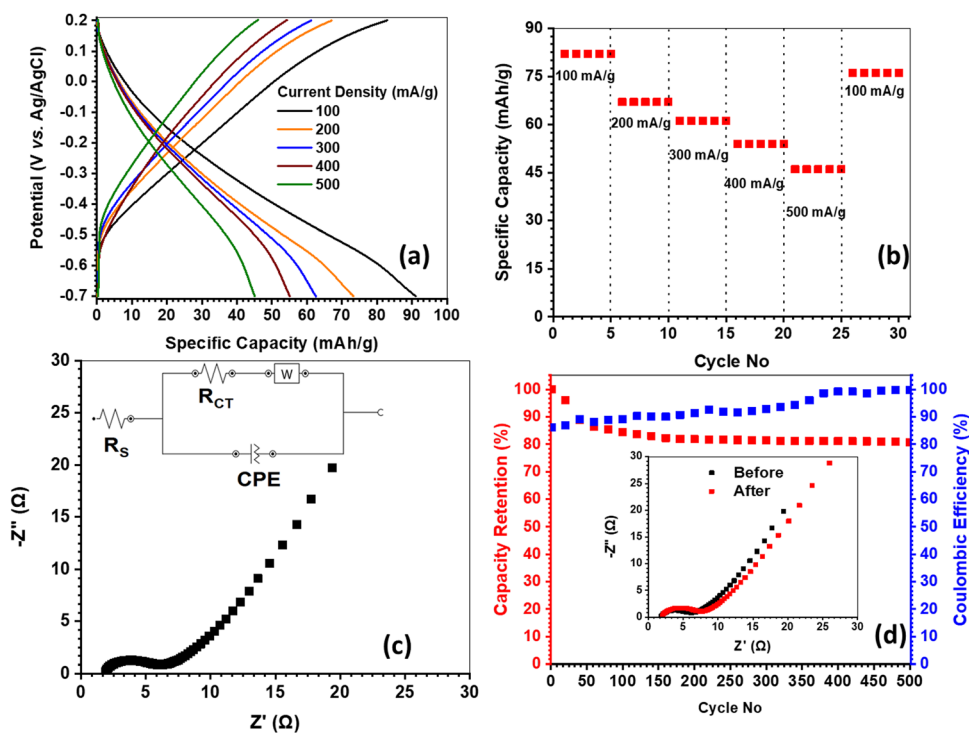 0.2
0.1
0.0
-0.1
-0.2
-0.3
-0.4
-0.5
-0.6
-0.7
Potential (V vs. Ag/AgCl)
Current Density (mA/g)
100
200
300
400
500
(a)
0 10 20 30 40 50 60 70 80 90 100
Specific Capacity (mAh/g)
90
75
60
45
30
15
0
Specific Capacity (mAh/g)
100 mA/g
200 mA/g
300 mA/g
400 mA/g
500 mA/g
100 mA/g
(b)
0 5 10 15 20 25 30
Cycle No
30
25
20
15
10
5
0
-Z'' (Ω)
RS
RCT
W
CPE
(c)
0 5 10 15 20 25 30
Z' (Ω)
100
90
80
70
60
50
40
30
20
10
0
Capacity Retention (%)
30
25
20
15
10
5
0
-Z'' (Ω)
Before
After
0 5 10 15 20 25 30
Z' (Ω)
(d)
100
90
80
70
60
50
40
30
20
10
0
Coulombic Efficiency (%)
0 50 100 150 200 250 300 350 400 450 500
Cycle No